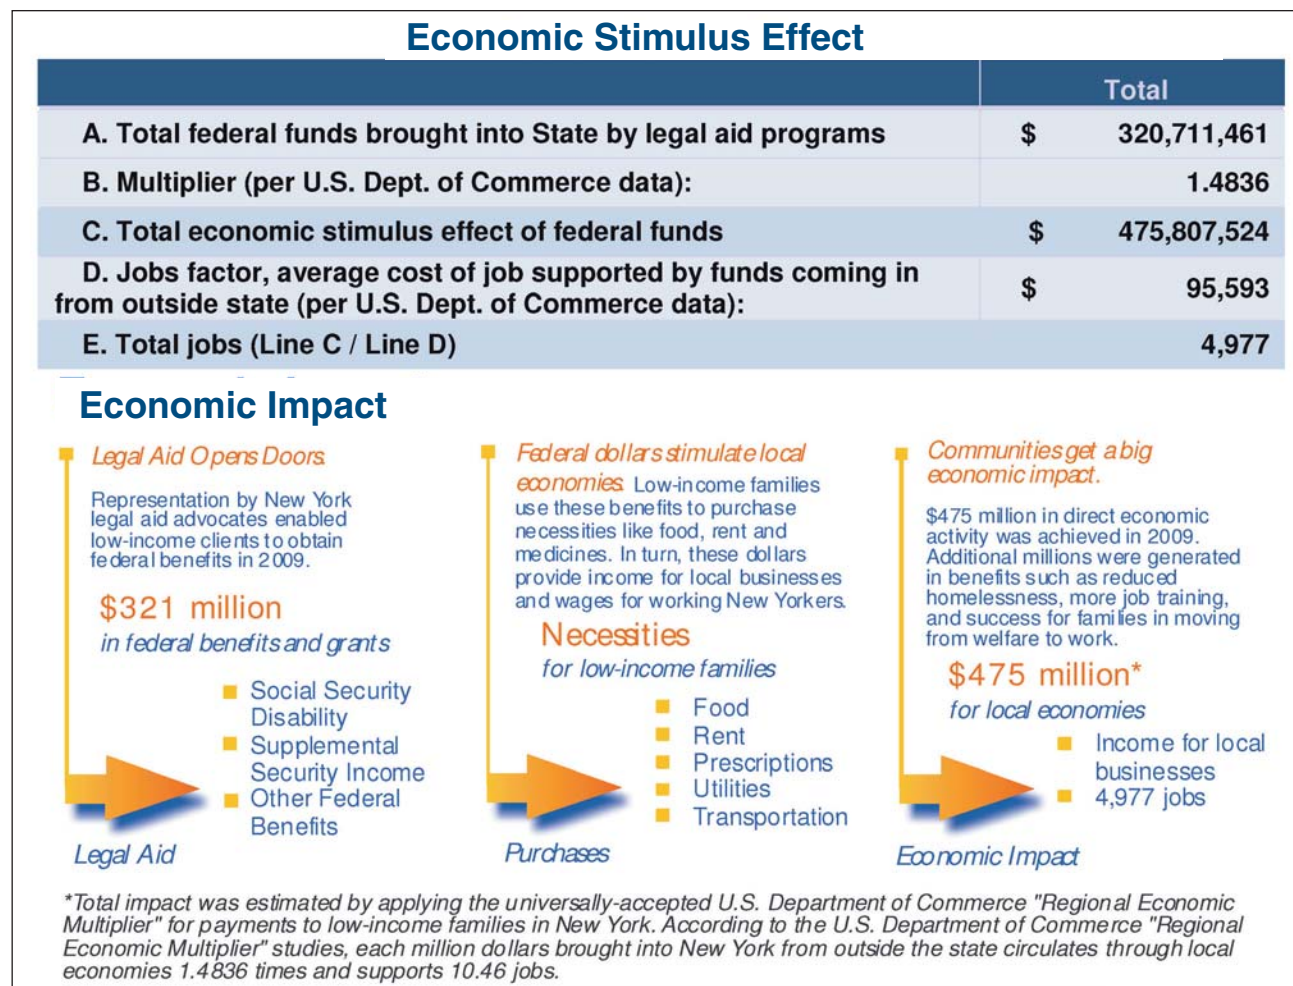 Economic Stimulus Effect
Total
A. Total federal funds brought into State by legal aid programs $ 320,711,461
B. Multiplier (per U.S. Dept. of Commerce data): 1.4836
C. Total economic stimulus effect of federal funds $ 475,807,524
D. Jobs factor, average cost of job supported by funds coming in
from outside state (per U.S. Dept. of Commerce data): $ 95,593
E. Total jobs (Line C / Line D) 4,977
Economic Impact
Legal Aid Opens Doors.
Representation by New York
legal aid advocates enabled
low-income clients to obtain
federal benefits in 2009.
$321 million
in federal benefits and grants
Social Security
Disability
Supplemental
Security Income
Other Federal
Benefits
Legal Aid
Federal dollars stimulate local
economies. Low-income families
use these benefits to purchase
necessities like food, rent and
medicines. In turn, these dollars
provide income for local businesses
and wages for working New Yorkers.
Necessities
for low-income families
Food
Rent
Prescriptions
Utilities
Transportation
Purchases
Communities get a big
economic impact.
$475 million in direct economic
activity was achieved in 2009.
Additional millions were generated
in benefits such as reduced
homelessness, more job training,
and success for families in moving
from welfare to work.
$475 million*
for local economies
Income for local
businesses
4,977 jobs
Economic Impact
*Total impact was estimated by applying the universally-accepted U.S. Department of Commerce "Regional Economic
Multiplier" for payments to low-income families in New York. According to the U.S. Department of Commerce "Regional
Economic Multiplier" studies, each million dollars brought into New York from outside the state circulates through local
economies 1.4836 times and supports 10.46 jobs.